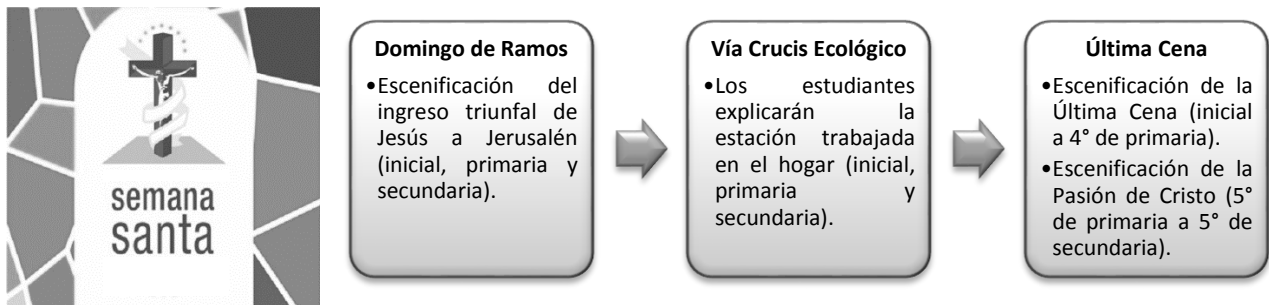 semana
santa
Domingo de Ramos
•Escenificación del
ingreso triunfal de
Jesús a Jerusalén
(inicial, primaria y
secundaria).
Vía Crucis Ecológico
•Los estudiantes
explicarán la
estación trabajada
en el hogar (inicial,
primaria y
secundaria).
Última Cena
•Escenificación de la
Última Cena (inicial
a 4° de primaria).
•Escenificación de la
Pasión de Cristo (5°
de primaria a 5° de
secundaria).